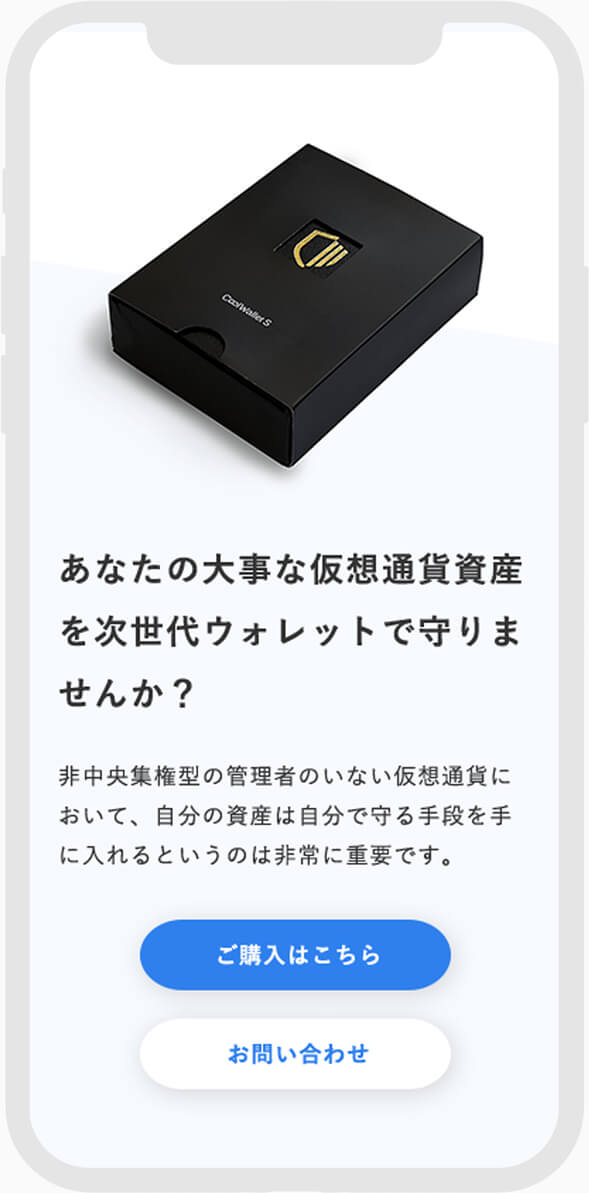 CoolWallet S
あなたの大事な仮想通貨資産
を次世代ウォレットで守りま
せんか？
非中央集権型の管理者のいない仮想通貨に
おいて、自分の資産は自分で守る手段を手
に入れるというのは非常に重要です。
ご購入はこちら
お問い合わせ